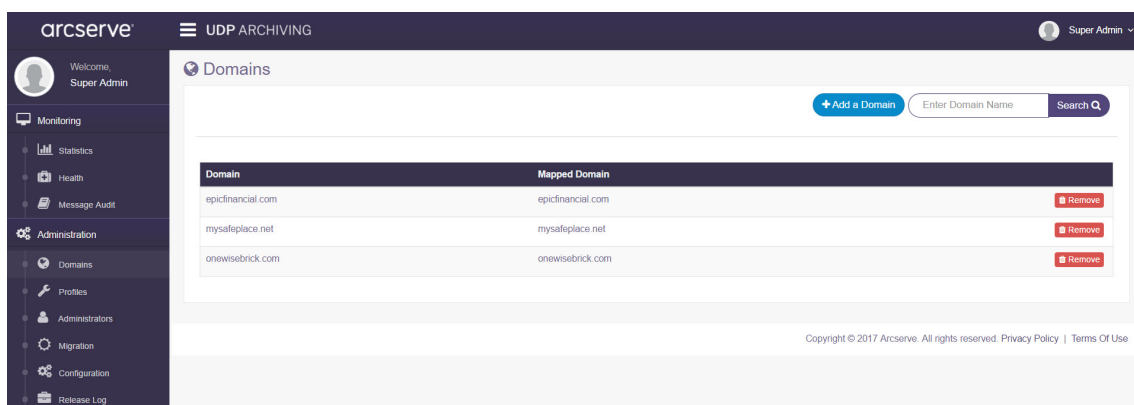 arcserve
UDP ARCHIVING
Super Admin
Welcome,
Super Admin
Domains
+Add a Domain
Enter Domain Name
Search
Monitoring
Statistics
Health
Message Audit
Administration
Domains
Profiles
Administrators
Migration
Configuration
Release Log
Domain Mapped Domain
epicfinancial.com epicfinancial.com Remove
mysafeplace.net mysafeplace.net Remove
onewisebrick.com onewisebrick.com Remove
Copyright © 2017 Arcserve. All rights reserved. Privacy Policy | Terms Of Use